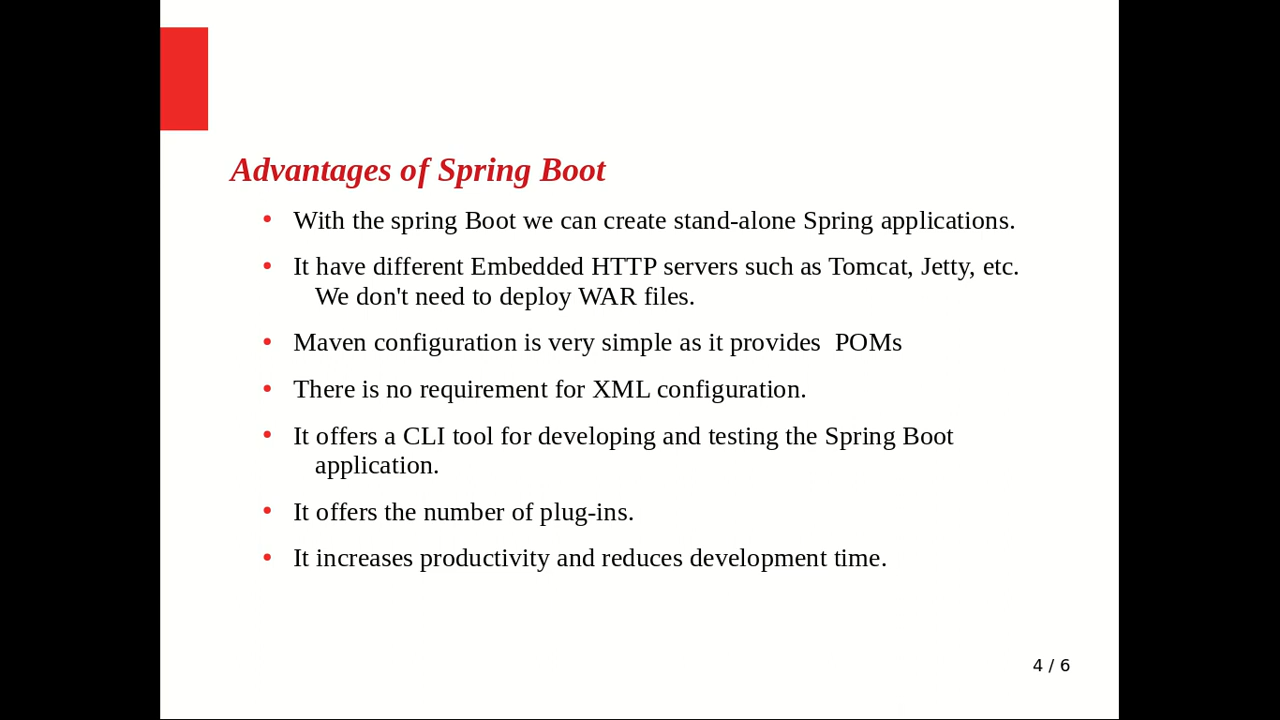 Advantages of Spring Boot
• With the spring Boot we can create stand-alone Spring applications.
• It have different Embedded HTTP servers such as Tomcat, Jetty, etc.
We don't need to deploy WAR files.
• Maven configuration is very simple as it provides  POMs
• There is no requirement for XML configuration.
• It offers a CLI tool for developing and testing the Spring Boot
application.
• It offers the number of plug-ins.
• It increases productivity and reduces development time.
4 / 6